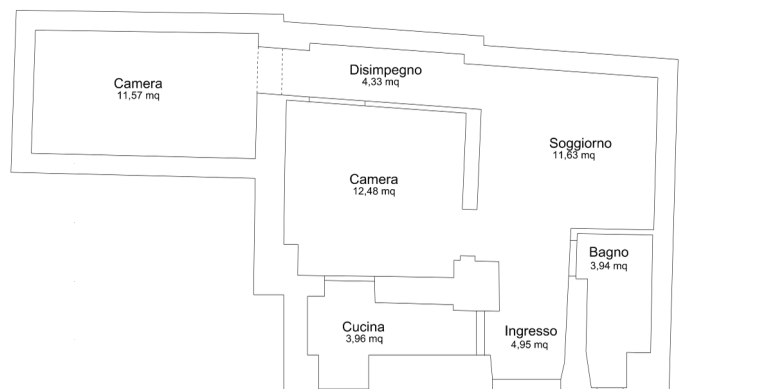 Disimpegno
4,33 mq
Camera
11,57 mq
Soggiorno
11,63 mq
Camera
12,48 mq
Bagno
3,94 mq
Cucina
3,96 mq
Ingresso
4,95 mq